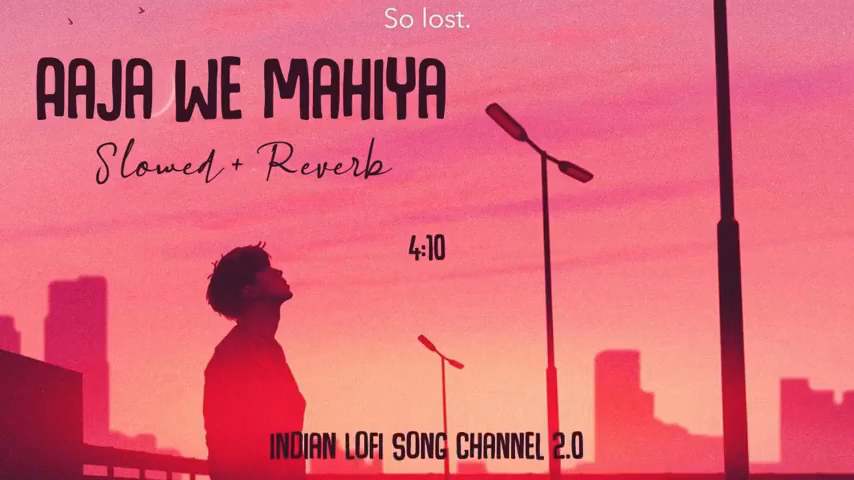 So lost.
AAJA WE MAHIYA
Slowed + Reverb
4:10
INDIAN LOFI SONG CHANNEL 2.0